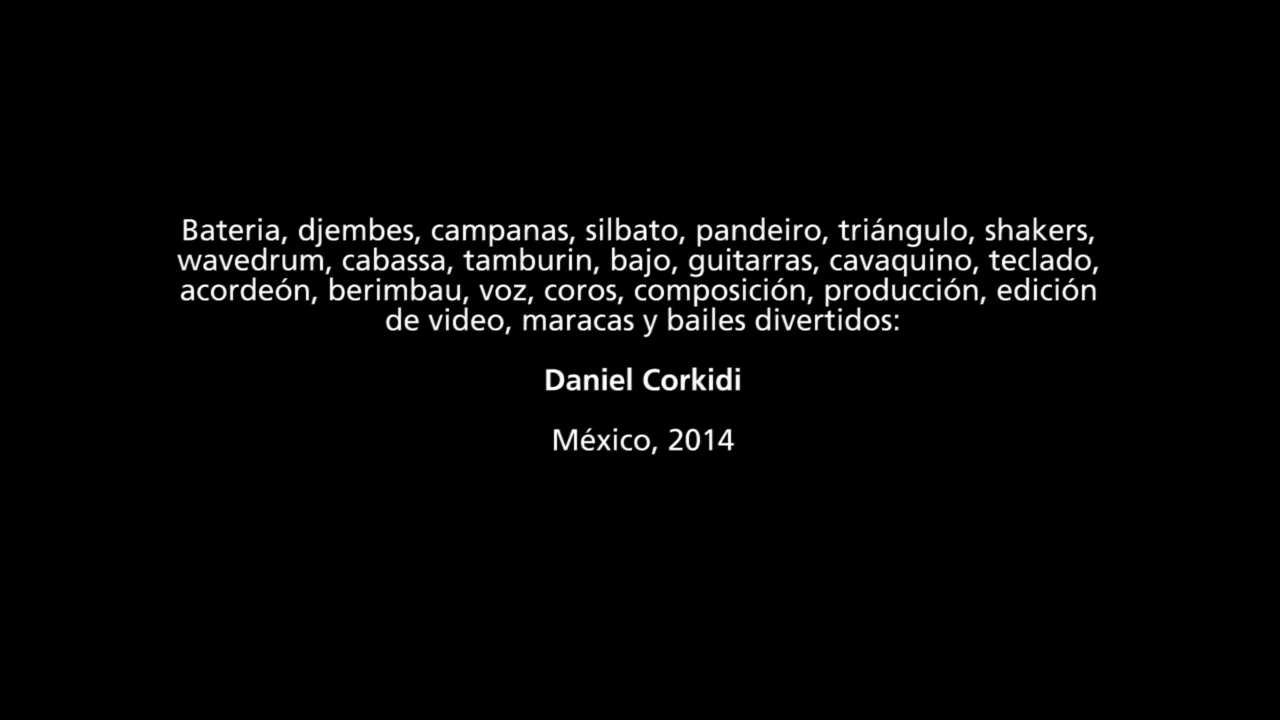 Bateria, djembes, campanas, silbato, pandeiro, triángulo, shakers,
wavedrum, cabassa, tamburin, bajo, guitarras, cavaquino, teclado,
acordeón, berimbau, voz, coros, composición, producción, edición
de video, maracas y bailes divertidos:
Daniel Corkidi
México, 2014